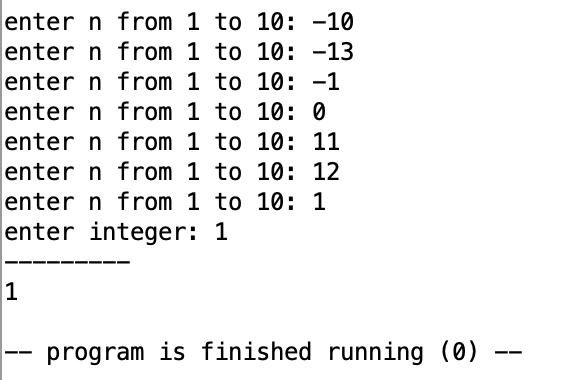 enter n from 1 to 10: -10
enter n from 1 to 10: -13
enter n from 1 to 10: -1
enter n from 1 to 10: 0
enter n from 1 to 10: 11
enter n from 1 to 10: 12
enter n from 1 to 10: 1
enter integer: 1
---------
1
-- program is finished running (0) --